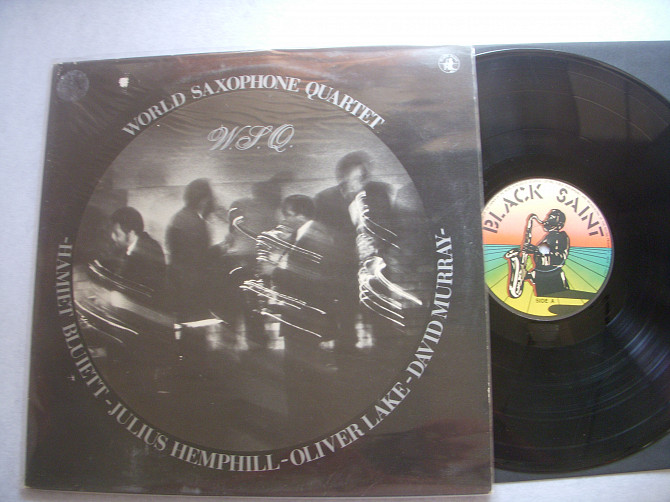 WORLD SAXOPHONE QUARTET
W.S.Q.
-HAMIET BLUIETT-JULIUS HEMPHILL-OLIVER LAKE-DAVID MURRAY-
BLACK SAINT
SIDE A